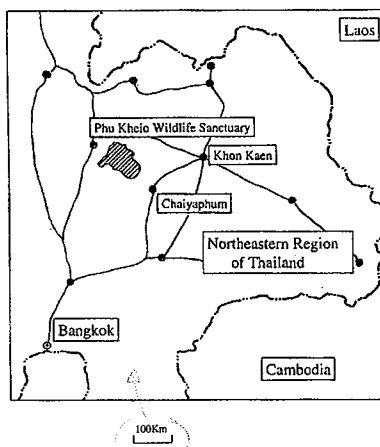 Laos
Phu Kheio Wildlife Sanctuary
Khon Kaen
Chaiyaphum
Northeastern Region
of Thailand
Bangkok
Cambodia
100Km